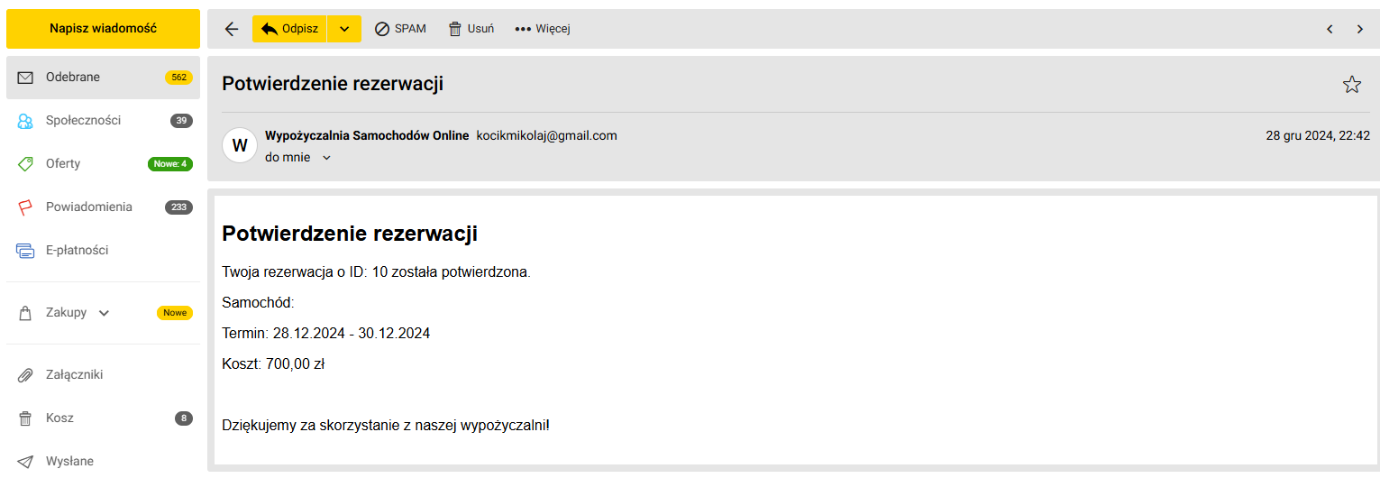 Napisz wiadomość
Odpisz SPAM Usuń Więcej
Odebrane 562
Społeczności 39
Oferty Nowe: 4
Powiadomienia 233
E-płatności
Zakupy Nowe
Załączniki
Kosz 8
Wysłane
Potwierdzenie rezerwacji
W
Wypożyczalnia Samochodów Online kocikmikolaj@gmail.com
28 gru 2024, 22:42
do mnie
Potwierdzenie rezerwacji
Twoja rezerwacja o ID: 10 została potwierdzona.
Samochód:
Termin: 28.12.2024 - 30.12.2024
Koszt: 700,00 zł
Dziękujemy za skorzystanie z naszej wypożyczalni!